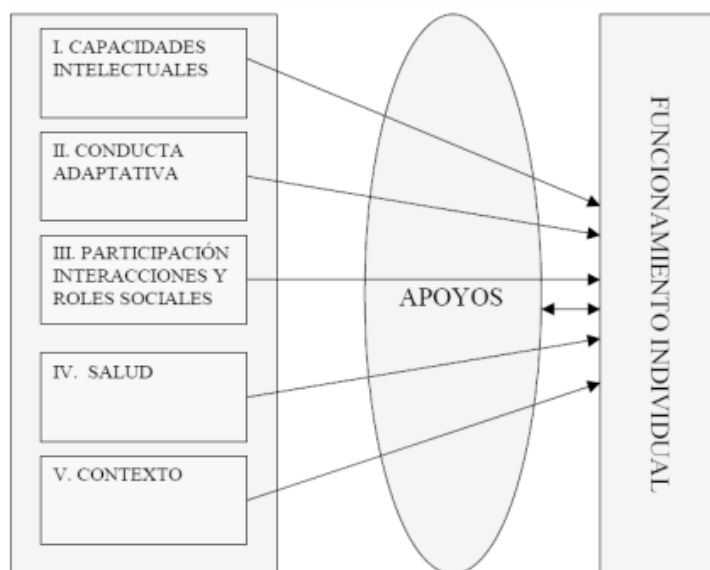 I. CAPACIDADES
INTELECTUALES
II. CONDUCTA
ADAPTATIVA
III. PARTICIPACIÓN
INTERACCIONES Y
ROLES SOCIALES
IV. SALUD
V. CONTEXTO
APOYOS
FUNCIONAMIENTO INDIVIDUAL